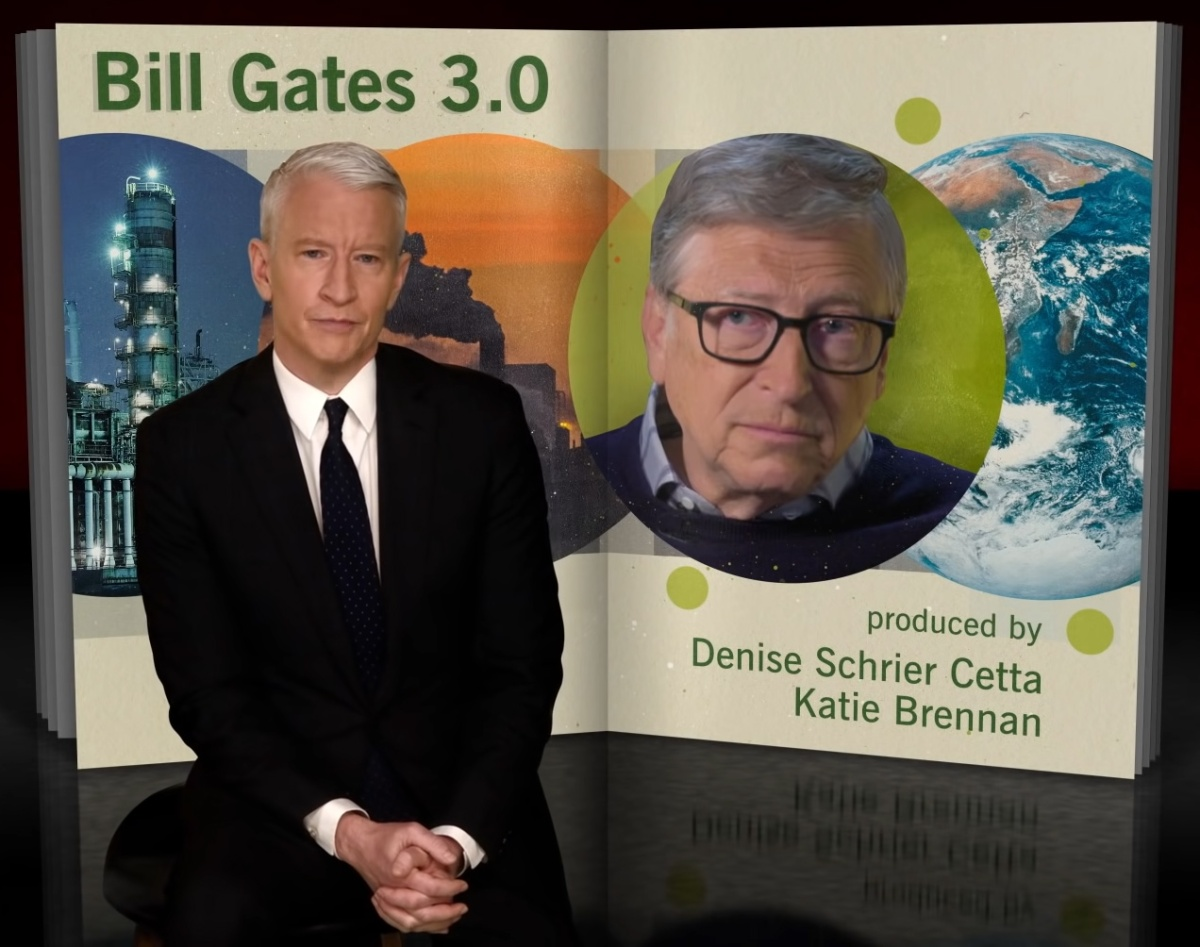 Bill Gates 3.0
produced by
Denise Schrier Cetta
Katie Brennan